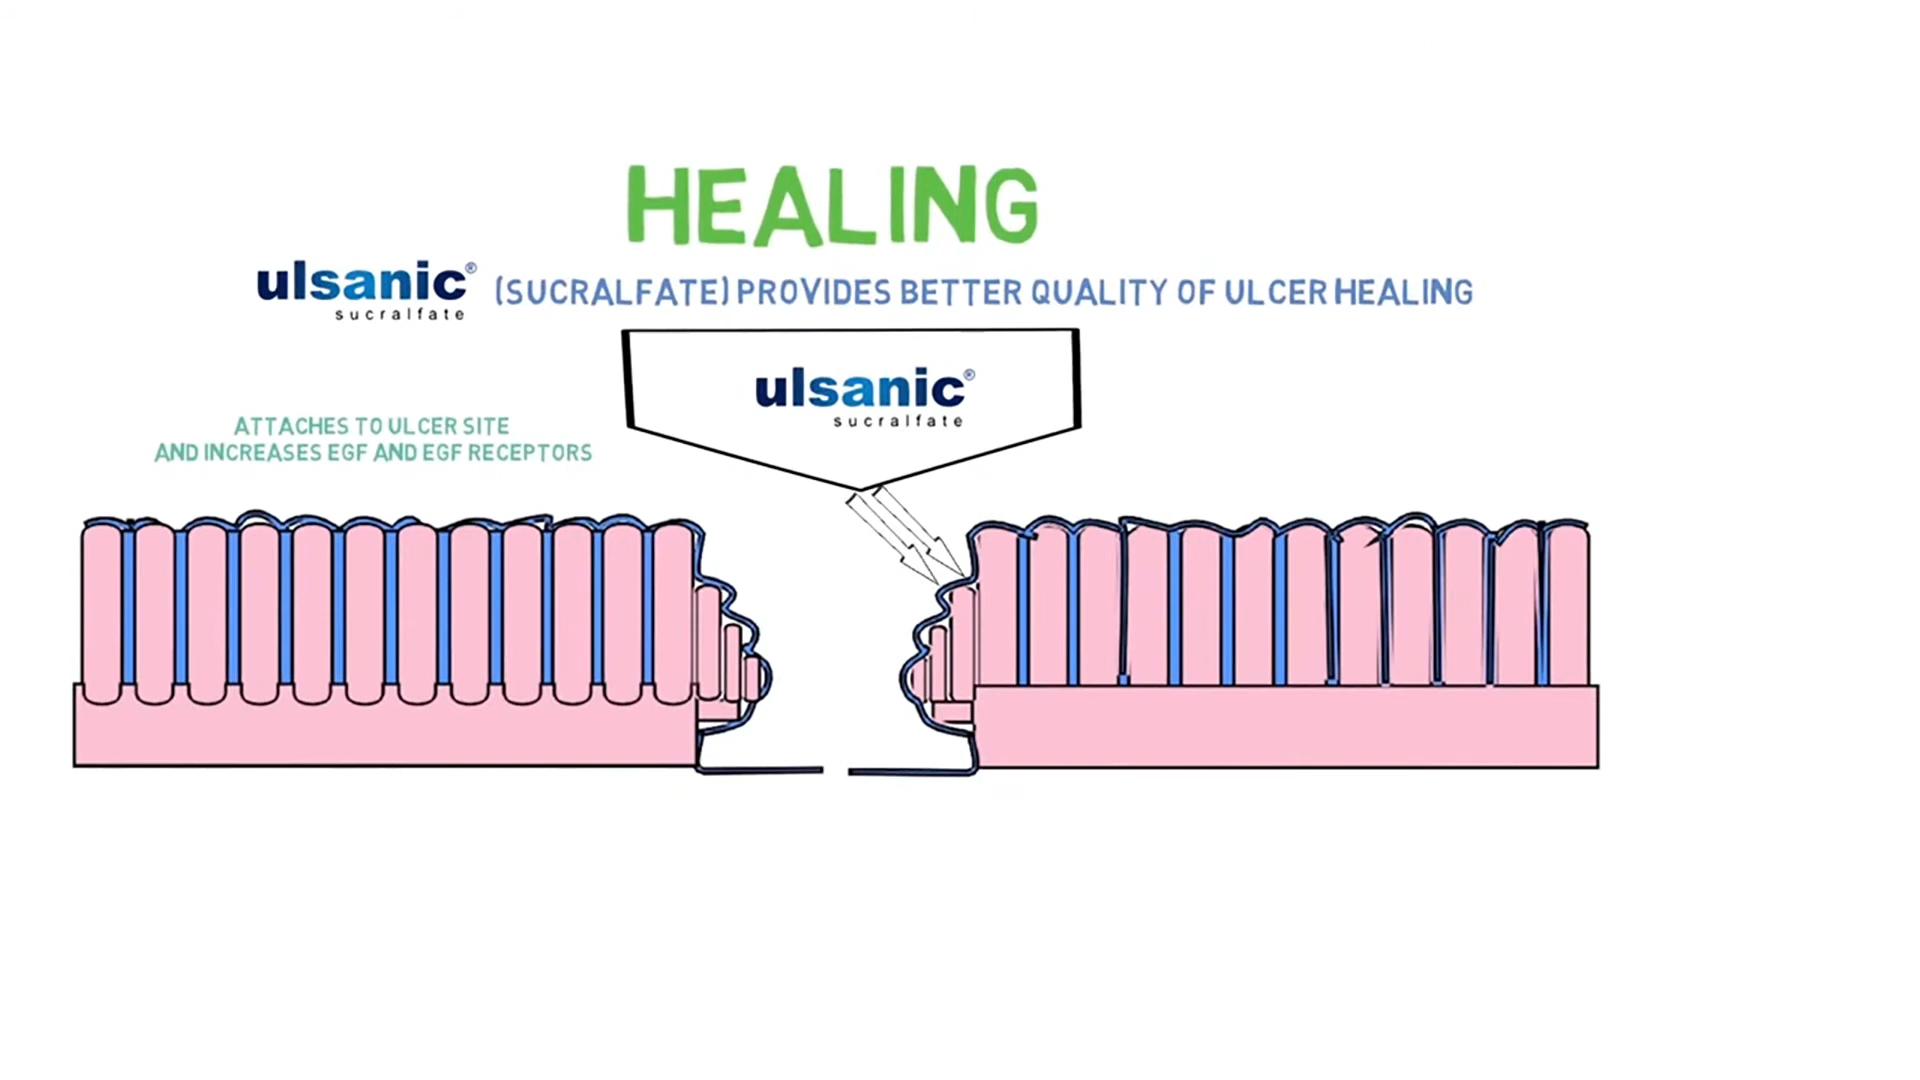 HEALING
ulsanic® (SUCRALFATE) PROVIDES BETTER QUALITY OF ULCER HEALING
sucralfate
ulsanic®
sucralfate
ATTACHES TO ULCER SITE
AND INCREASES EGF AND EGF RECEPTORS